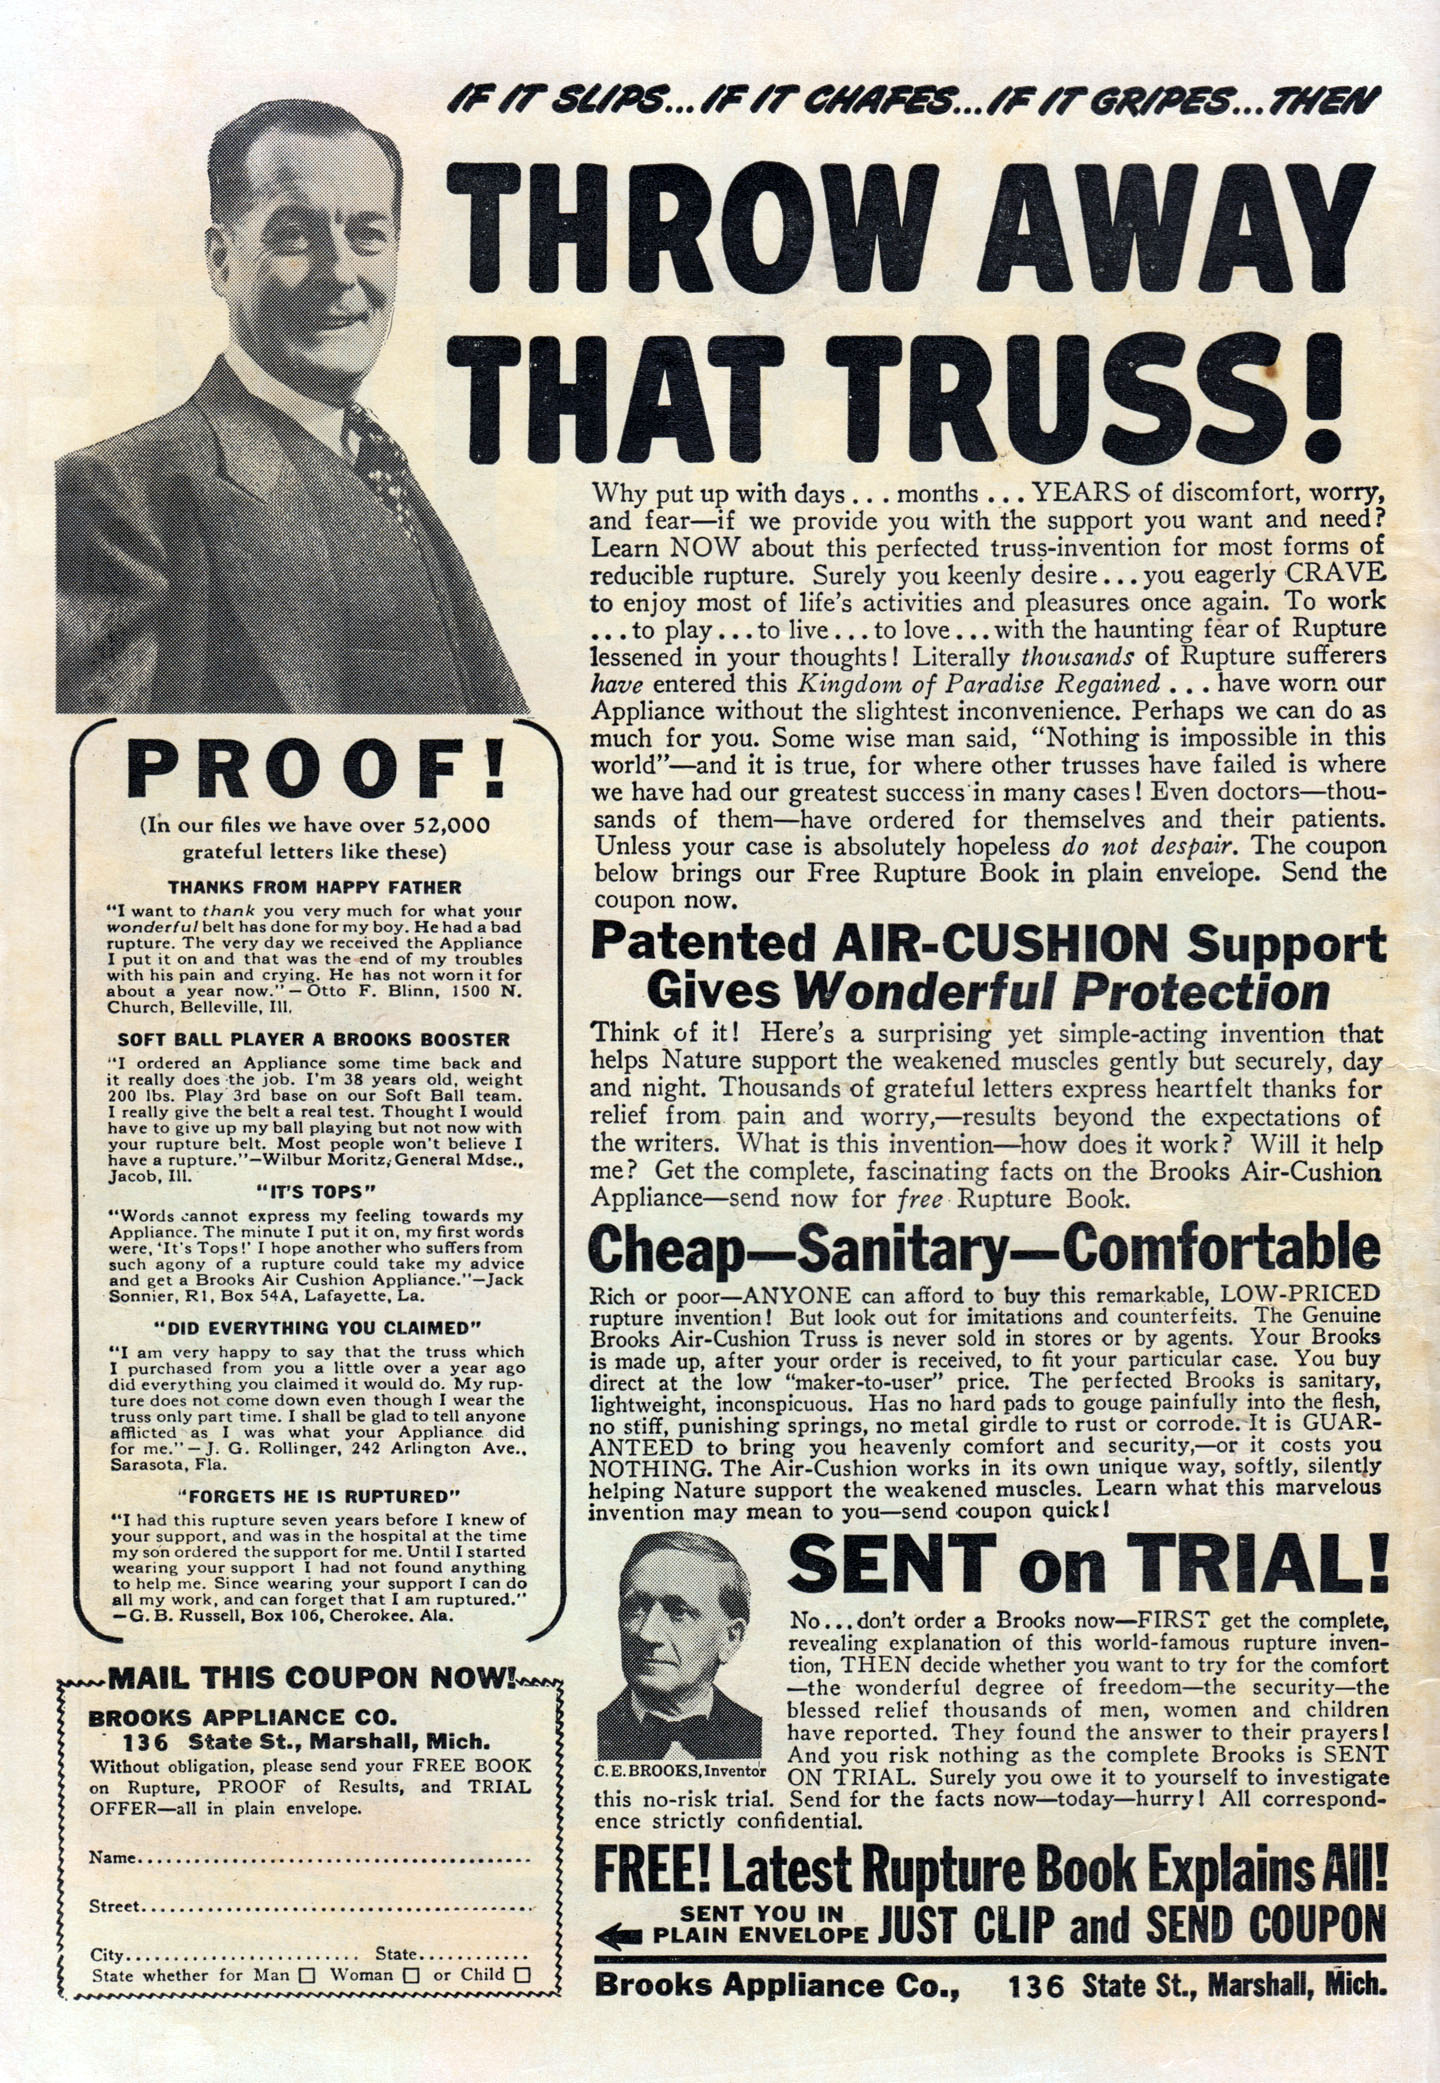 IF IT SLIPS...IF IT CHAFES...IF IT GRIPES...THEN
THROW AWAY
THAT TRUSS!
Why put up with days . . . months . . . YEARS of discomfort, worry,
and fear—if we provide you with the support you want and need?
Learn NOW about this perfected truss-invention for most forms of
reducible rupture. Surely you keenly desire . . . you eagerly CRAVE
to enjoy most of life's activities and pleasures once again. To work
. . . to play . . . to live . . . to love . . . with the haunting fear of Rupture
lessened in your thoughts! Literally thousands of Rupture sufferers
have entered this Kingdom of Paradise Regained . . . have worn our
Appliance without the slightest inconvenience. Perhaps we can do as
much for you. Some wise man said, "Nothing is impossible in this
world"—and it is true, for where other trusses have failed is where
we have had our greatest success in many cases! Even doctors—thou-
sands of them—have ordered for themselves and their patients.
Unless your case is absolutely hopeless do not despair. The coupon
below brings our Free Rupture Book in plain envelope. Send the
coupon now.
Patented AIR-CUSHION Support
Gives Wonderful Protection
Think of it! Here's a surprising yet simple-acting invention that
helps Nature support the weakened muscles gently but securely, day
and night. Thousands of grateful letters express heartfelt thanks for
relief from pain and worry,—results beyond the expectations of
the writers. What is this invention—how does it work? Will it help
me? Get the complete, fascinating facts on the Brooks Air-Cushion
Appliance—send now for free Rupture Book.
Cheap—Sanitary—Comfortable
Rich or poor—ANYONE can afford to buy this remarkable, LOW-PRICED
rupture invention! But look out for imitations and counterfeits. The Genuine
Brooks Air-Cushion Truss is never sold in stores or by agents. Your Brooks
is made up, after your order is received, to fit your particular case. You buy
direct at the low "maker-to-user" price. The perfected Brooks is sanitary,
lightweight, inconspicuous. Has no hard pads to gouge painfully into the flesh,
no stiff, punishing springs, no metal girdle to rust or corrode. It is GUAR-
ANTEED to bring you heavenly comfort and security,—or it costs you
NOTHING. The Air-Cushion works in its own unique way, softly, silently
helping Nature support the weakened muscles. Learn what this marvelous
invention may mean to you—send coupon quick!
SENT on TRIAL!
No . . . don't order a Brooks now—FIRST get the complete,
revealing explanation of this world-famous rupture inven-
tion, THEN decide whether you want to try for the comfort
—the wonderful degree of freedom—the security—the
blessed relief thousands of men, women and children
have reported. They found the answer to their prayers!
And you risk nothing as the complete Brooks is SENT
ON TRIAL. Surely you owe it to yourself to investigate
this no-risk trial. Send for the facts now—today—hurry! All correspond-
ence strictly confidential.
C.E.BROOKS, Inventor
FREE! Latest Rupture Book Explains All!
SENT YOU IN
PLAIN ENVELOPE JUST CLIP and SEND COUPON
Brooks Appliance Co., 136 State St., Marshall, Mich.
PROOF!
(In our files we have over 52,000
grateful letters like these)
THANKS FROM HAPPY FATHER
"I want to thank you very much for what your
wonderful belt has done for my boy. He had a bad
rupture. The very day we received the Appliance
I put it on and that was the end of my troubles
with his pain and crying. He has not worn it for
about a year now."—Otto F. Blinn, 1500 N.
Church, Belleville, Ill.
SOFT BALL PLAYER A BROOKS BOOSTER
"I ordered an Appliance some time back and
it really does the job. I'm 38 years old, weight
200 lbs. Play 3rd base on our Soft Ball team.
I really give the belt a real test. Thought I would
have to give up my ball playing but not now with
your rupture belt. Most people won't believe I
have a rupture."—Wilbur Moritz, General Mdse.,
Jacob, Ill.
"IT'S TOPS"
"Words cannot express my feeling towards my
Appliance. The minute I put it on, my first words
were, 'It's Tops!' I hope another who suffers from
such agony of a rupture could take my advice
and get a Brooks Air Cushion Appliance."—Jack
Sonnier, R1, Box 54A, Lafayette, La.
"DID EVERYTHING YOU CLAIMED"
"I am very happy to say that the truss which
I purchased from you a little over a year ago
did everything you claimed it would do. My rup-
ture does not come down even though I wear the
truss only part time. I shall be glad to tell anyone
afflicted as I was what your Appliance did
for me."—J. G. Rollinger, 242 Arlington Ave.,
Sarasota, Fla.
"FORGETS HE IS RUPTURED"
"I had this rupture seven years before I knew of
your support, and was in the hospital at the time
my son ordered the support for me. Until I started
wearing your support I had not found anything
to help me. Since wearing your support I can do
all my work, and can forget that I am ruptured."
—G. B. Russell, Box 106, Cherokee, Ala.
MAIL THIS COUPON NOW!
BROOKS APPLIANCE CO.
136 State St., Marshall, Mich.
Without obligation, please send your FREE BOOK
on Rupture, PROOF of Results, and TRIAL
OFFER—all in plain envelope.
Name
Street
City State
State whether for Man □ Woman □ or Child □